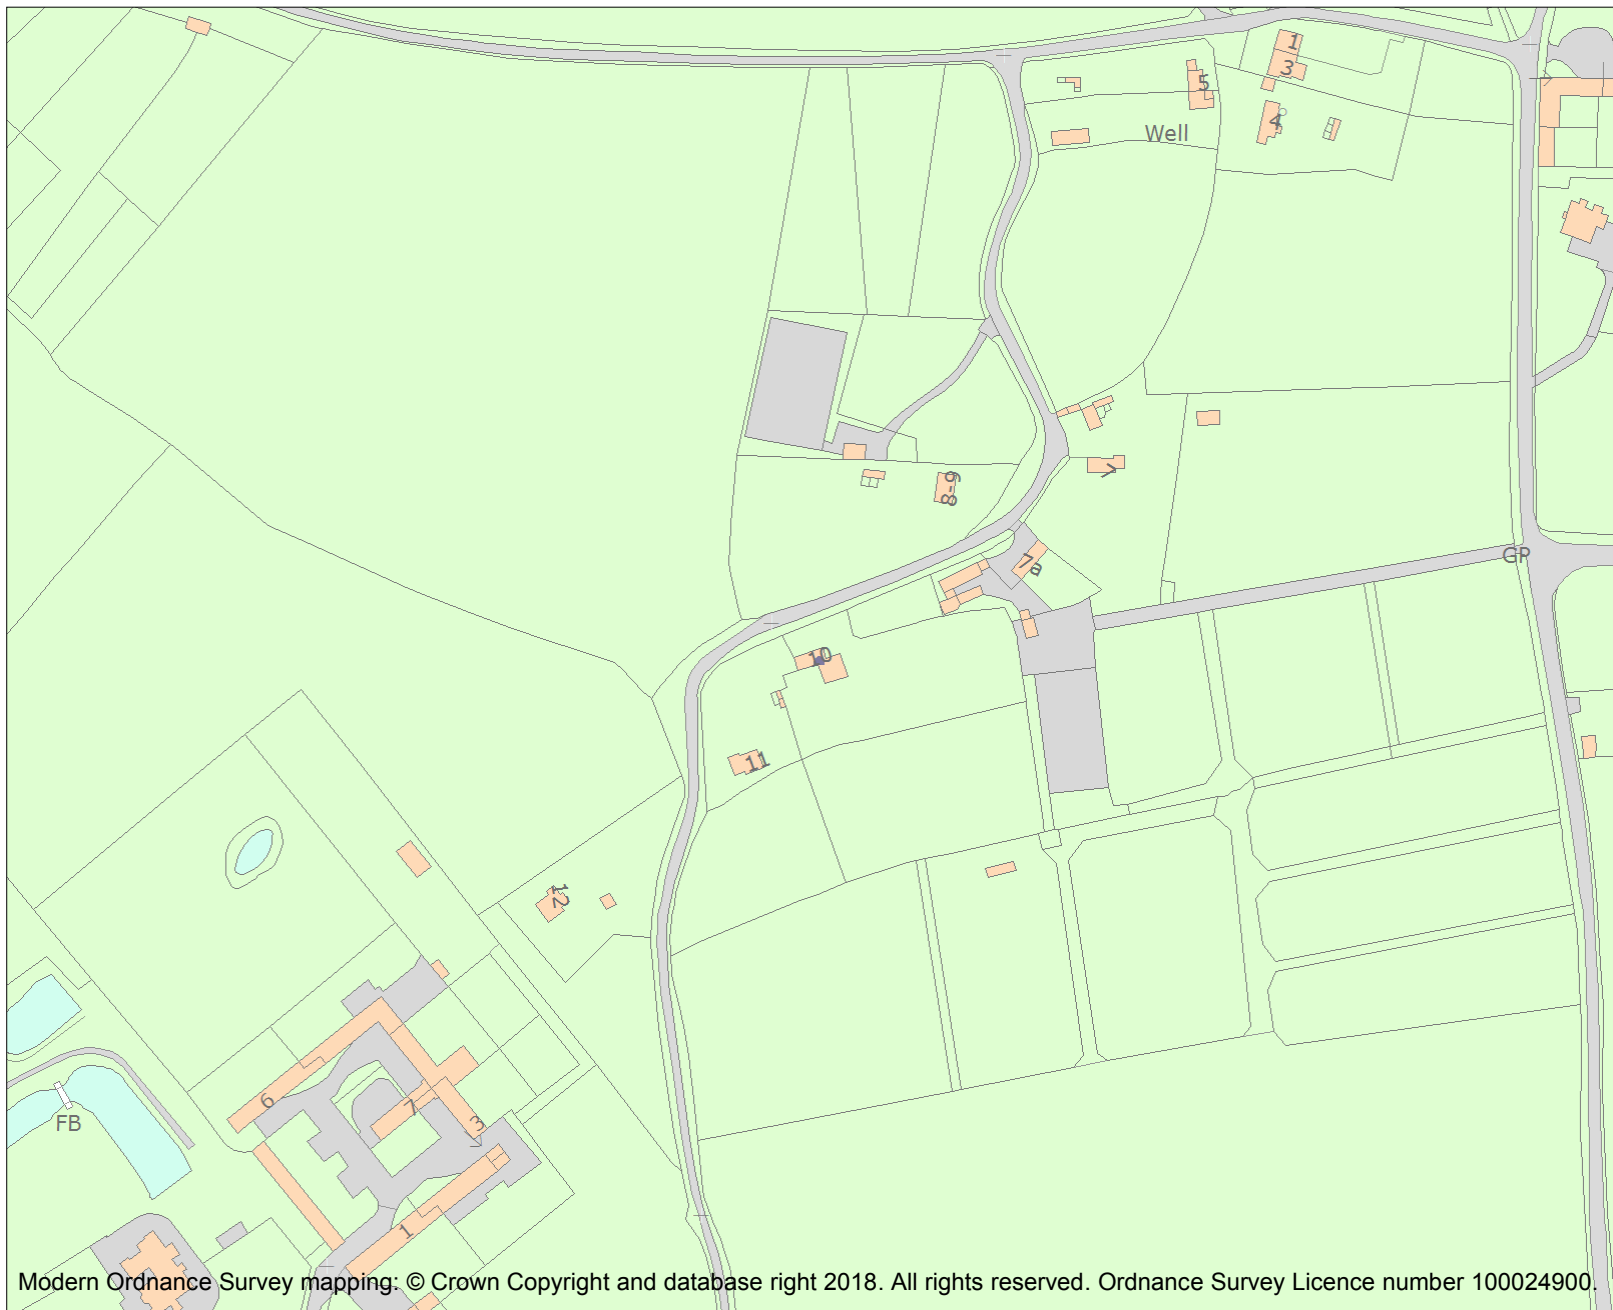 1
3
5
4
Well
7
8-9
GP
7a
10
11
12
6
7
3
FB
1
Modern Ordnance Survey mapping: © Crown Copyright and database right 2018. All rights reserved. Ordnance Survey Licence number 100024900.